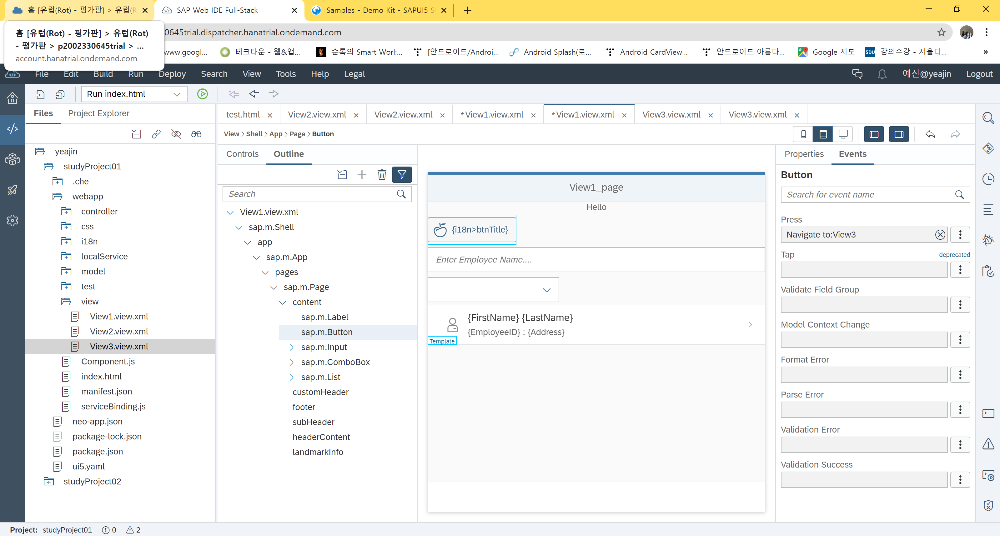 홈 [유럽(Rot) - 평가판] > 유럽(R
SAP Web IDE Full-Stack
Samples - Demo Kit - SAPUI5 S
홈 [유럽(Rot) - 평가판] > 유럽(Rot)
- 평가판 > p2002330645trial > ...
account.hanatrial.ondemand.com
0645trial.dispatcher.hanatrial.ondemand.com
www.googl...
테크타운 - 웹&앱...
순록의 Smart Worl:...
[안드로이드/Androi...
Android Splash(로...
Android CardView...
안드로이드 아름다...
Google 지도
SDU
강의수강 - 서울디...
»
File
Edit
Build
Run
Deploy
Search
View
Tools
Help
Legal
예진@yeajin
Logout
Run index.html
Files
Project Explorer
test.html
View2.view.xml
View2.view.xml
*View1.view.xml
*View1.view.xml
View3.view.xml
View3.view.xml
View > Shell > App > Page > Button
yeajin
studyProject01
.che
webapp
controller
css
i18n
localService
model
test
view
View1.view.xml
View2.view.xml
View3.view.xml
Component.js
index.html
manifest.json
serviceBinding.js
neo-app.json
package-lock.json
package.json
ui5.yaml
studyProject02
Controls
Outline
Search
View1.view.xml
sap.m.Shell
app
sap.m.App
pages
sap.m.Page
content
sap.m.Label
sap.m.Button
sap.m.Input
sap.m.ComboBox
sap.m.List
customHeader
footer
subHeader
headerContent
landmarkInfo
View1_page
Hello
{i18n>btnTitle}
Enter Employee Name....
{FirstName} {LastName}
{EmployeeID} : {Address}
Template
Properties
Events
Button
Search for event name
Press
Navigate to:View3
Tap
deprecated
Validate Field Group
Model Context Change
Format Error
Parse Error
Validation Error
Validation Success
Project: studyProject01
0
2